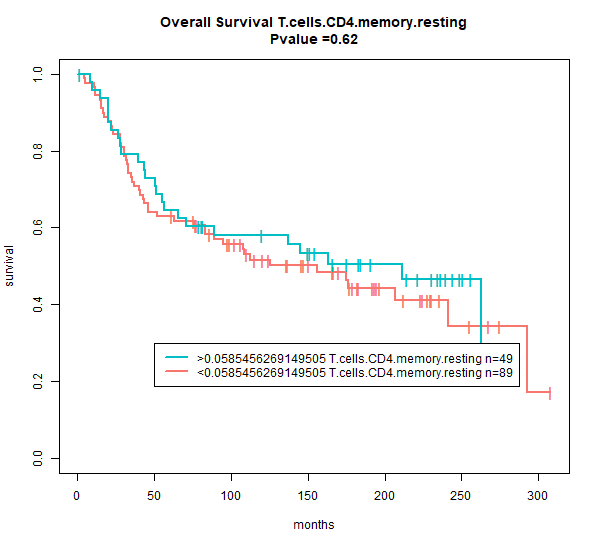 Overall Survival T.cells.CD4.memory.resting
Pvalue =0.62
survival
1.0
0.8
0.6
0.4
0.2
0.0
>0.0585456269149505 T.cells.CD4.memory.resting n=49
<0.0585456269149505 T.cells.CD4.memory.resting n=89
0 50 100 150 200 250 300
months